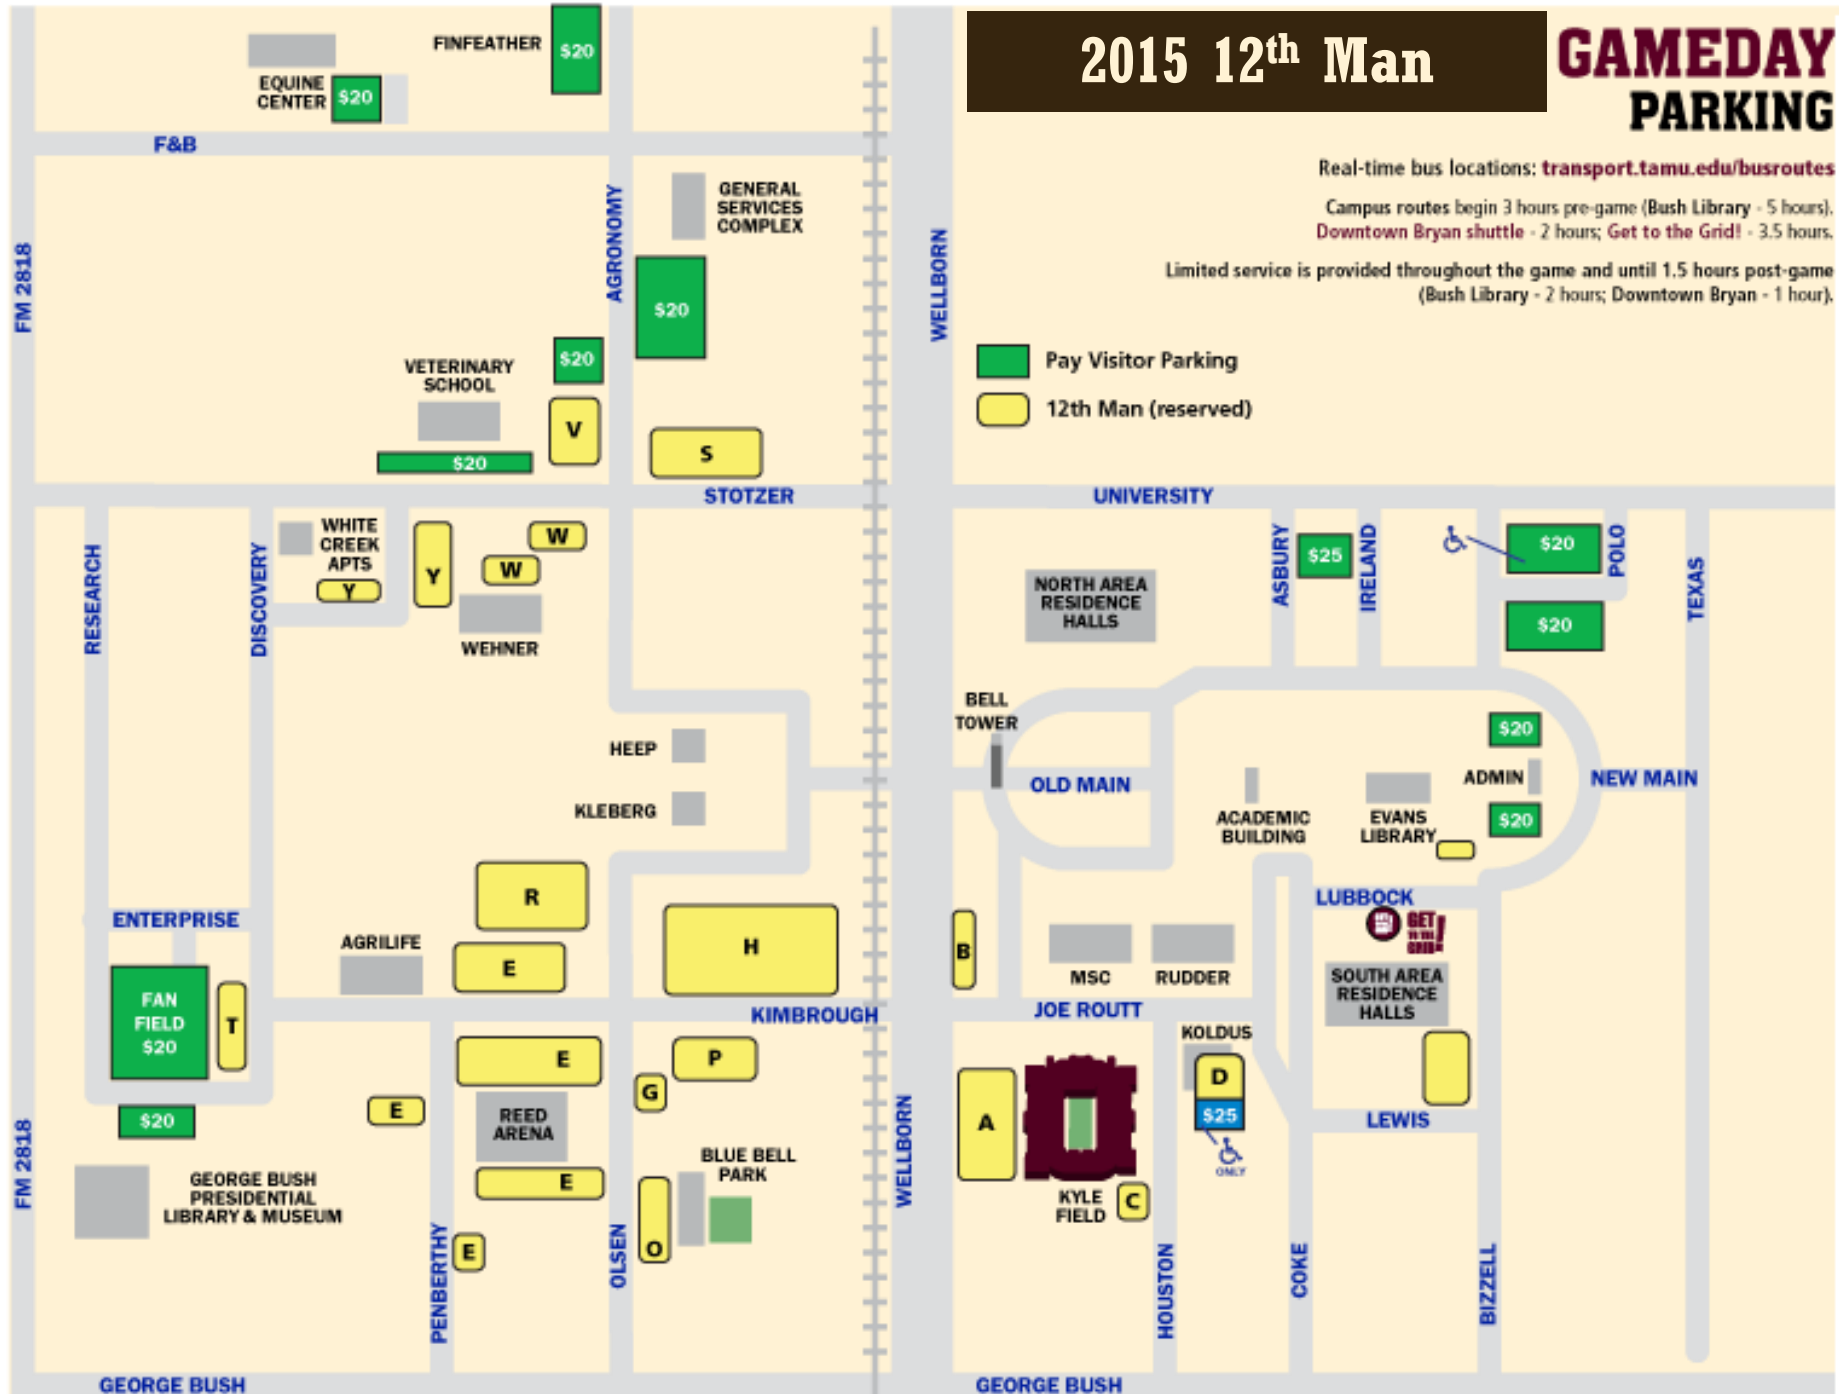 2015 12th Man
GAMEDAY
PARKING
Real-time bus locations: transport.tamu.edu/busroutes
Campus routes begin 3 hours pre-game (Bush Library - 5 hours).
Downtown Bryan shuttle - 2 hours; Get to the Grid! - 3.5 hours.
Limited service is provided throughout the game and until 1.5 hours post-game
(Bush Library - 2 hours; Downtown Bryan - 1 hour).
Pay Visitor Parking
12th Man (reserved)
FINFEATHER
$20
EQUINE
CENTER
$20
F&B
FM 2818
AGRONOMY
GENERAL
SERVICES
COMPLEX
WELLBORN
$20
$20
VETERINARY
SCHOOL
V
S
$20
STOTZER
UNIVERSITY
RESEARCH
DISCOVERY
WHITE
CREEK
APTS
Y
Y
W
W
WEHNER
NORTH AREA
RESIDENCE
HALLS
ASBURY
$25
IRELAND
$20
POLO
$20
TEXAS
BELL
TOWER
HEEP
KLEBERG
OLD MAIN
ACADEMIC
BUILDING
EVANS
LIBRARY
$20
ADMIN
$20
NEW MAIN
LUBBOCK
GET
TO THE
GRID!
R
E
H
B
ENTERPRISE
AGRILIFE
FAN
FIELD
$20
T
KIMBROUGH
MSC
RUDDER
JOE ROUTT
SOUTH AREA
RESIDENCE
HALLS
KOLDUS
D
$25
ONLY
E
P
G
E
REED
ARENA
E
A
KYLE
FIELD
C
LEWIS
$20
FM 2818
GEORGE BUSH
PRESIDENTIAL
LIBRARY & MUSEUM
BLUE BELL
PARK
O
E
PENBERTHY
OLSEN
WELLBORN
HOUSTON
COKE
BIZZELL
GEORGE BUSH
GEORGE BUSH